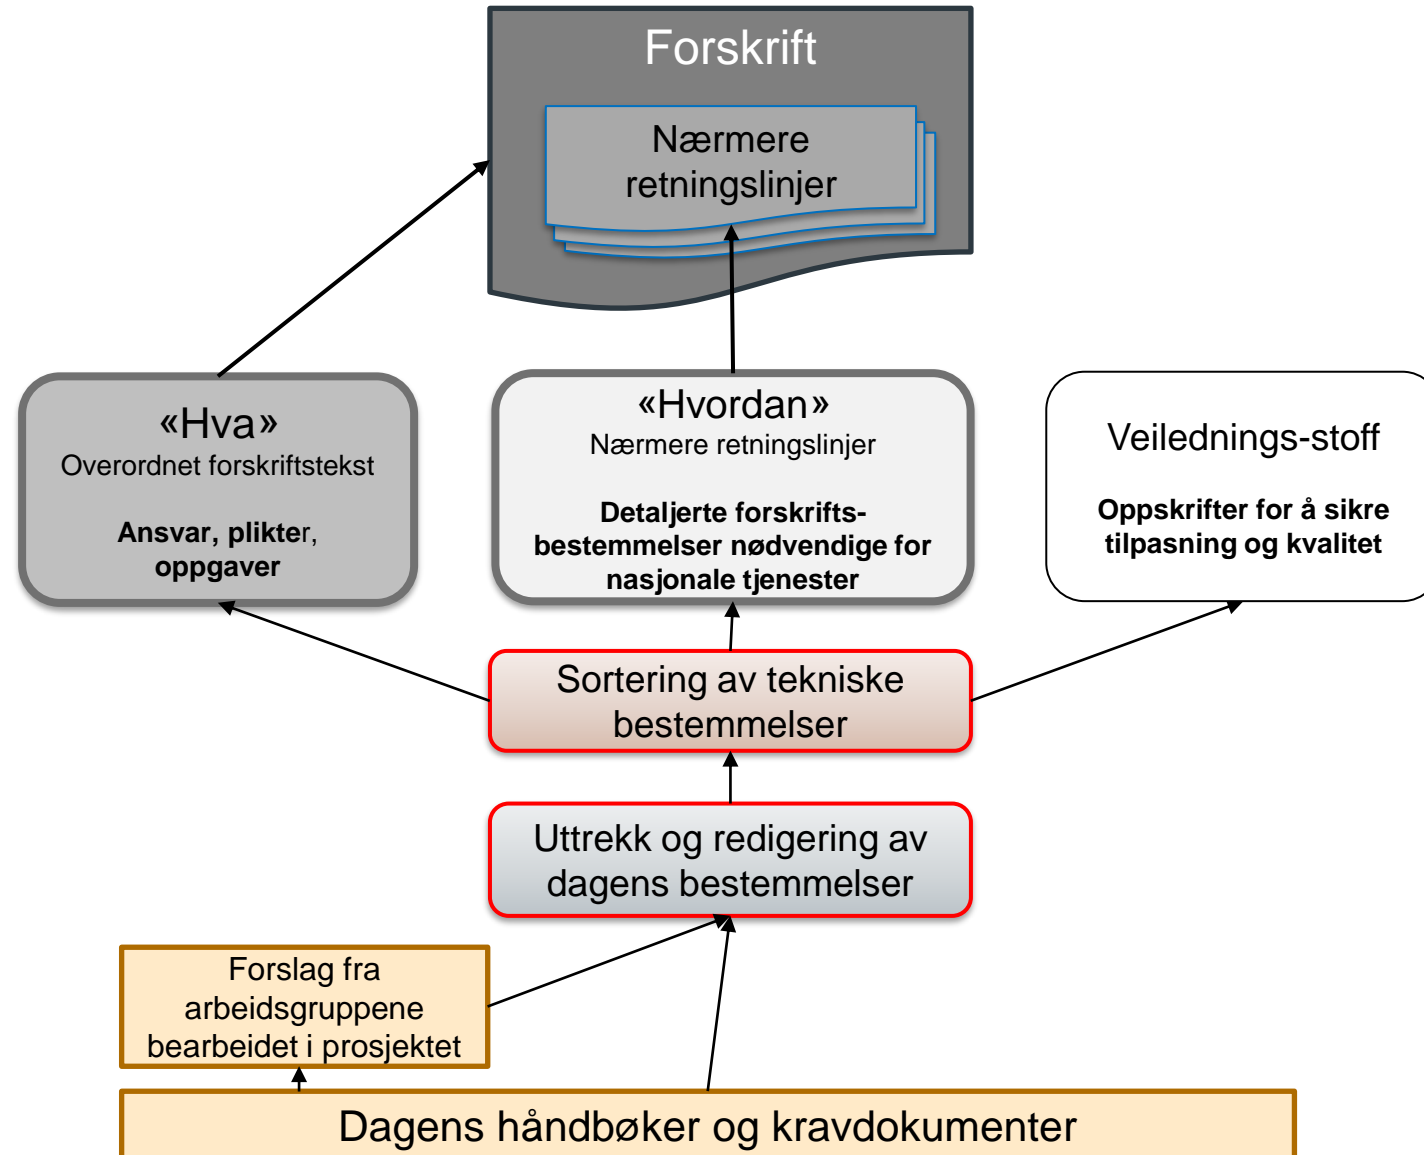 Forskrift
Nærmere
retningslinjer
«Hva»
Overordnet forskriftstekst
Ansvar, plikter,
oppgaver
«Hvordan»
Nærmere retningslinjer
Detaljerte forskrifts-
bestemmelser nødvendige for
nasjonale tjenester
Veilednings-stoff
Oppskrifter for å sikre
tilpasning og kvalitet
Sortering av tekniske
bestemmelser
Uttrekk og redigering av
dagens bestemmelser
Forslag fra
arbeidsgruppene
bearbeidet i prosjektet
Dagens håndbøker og kravdokumenter